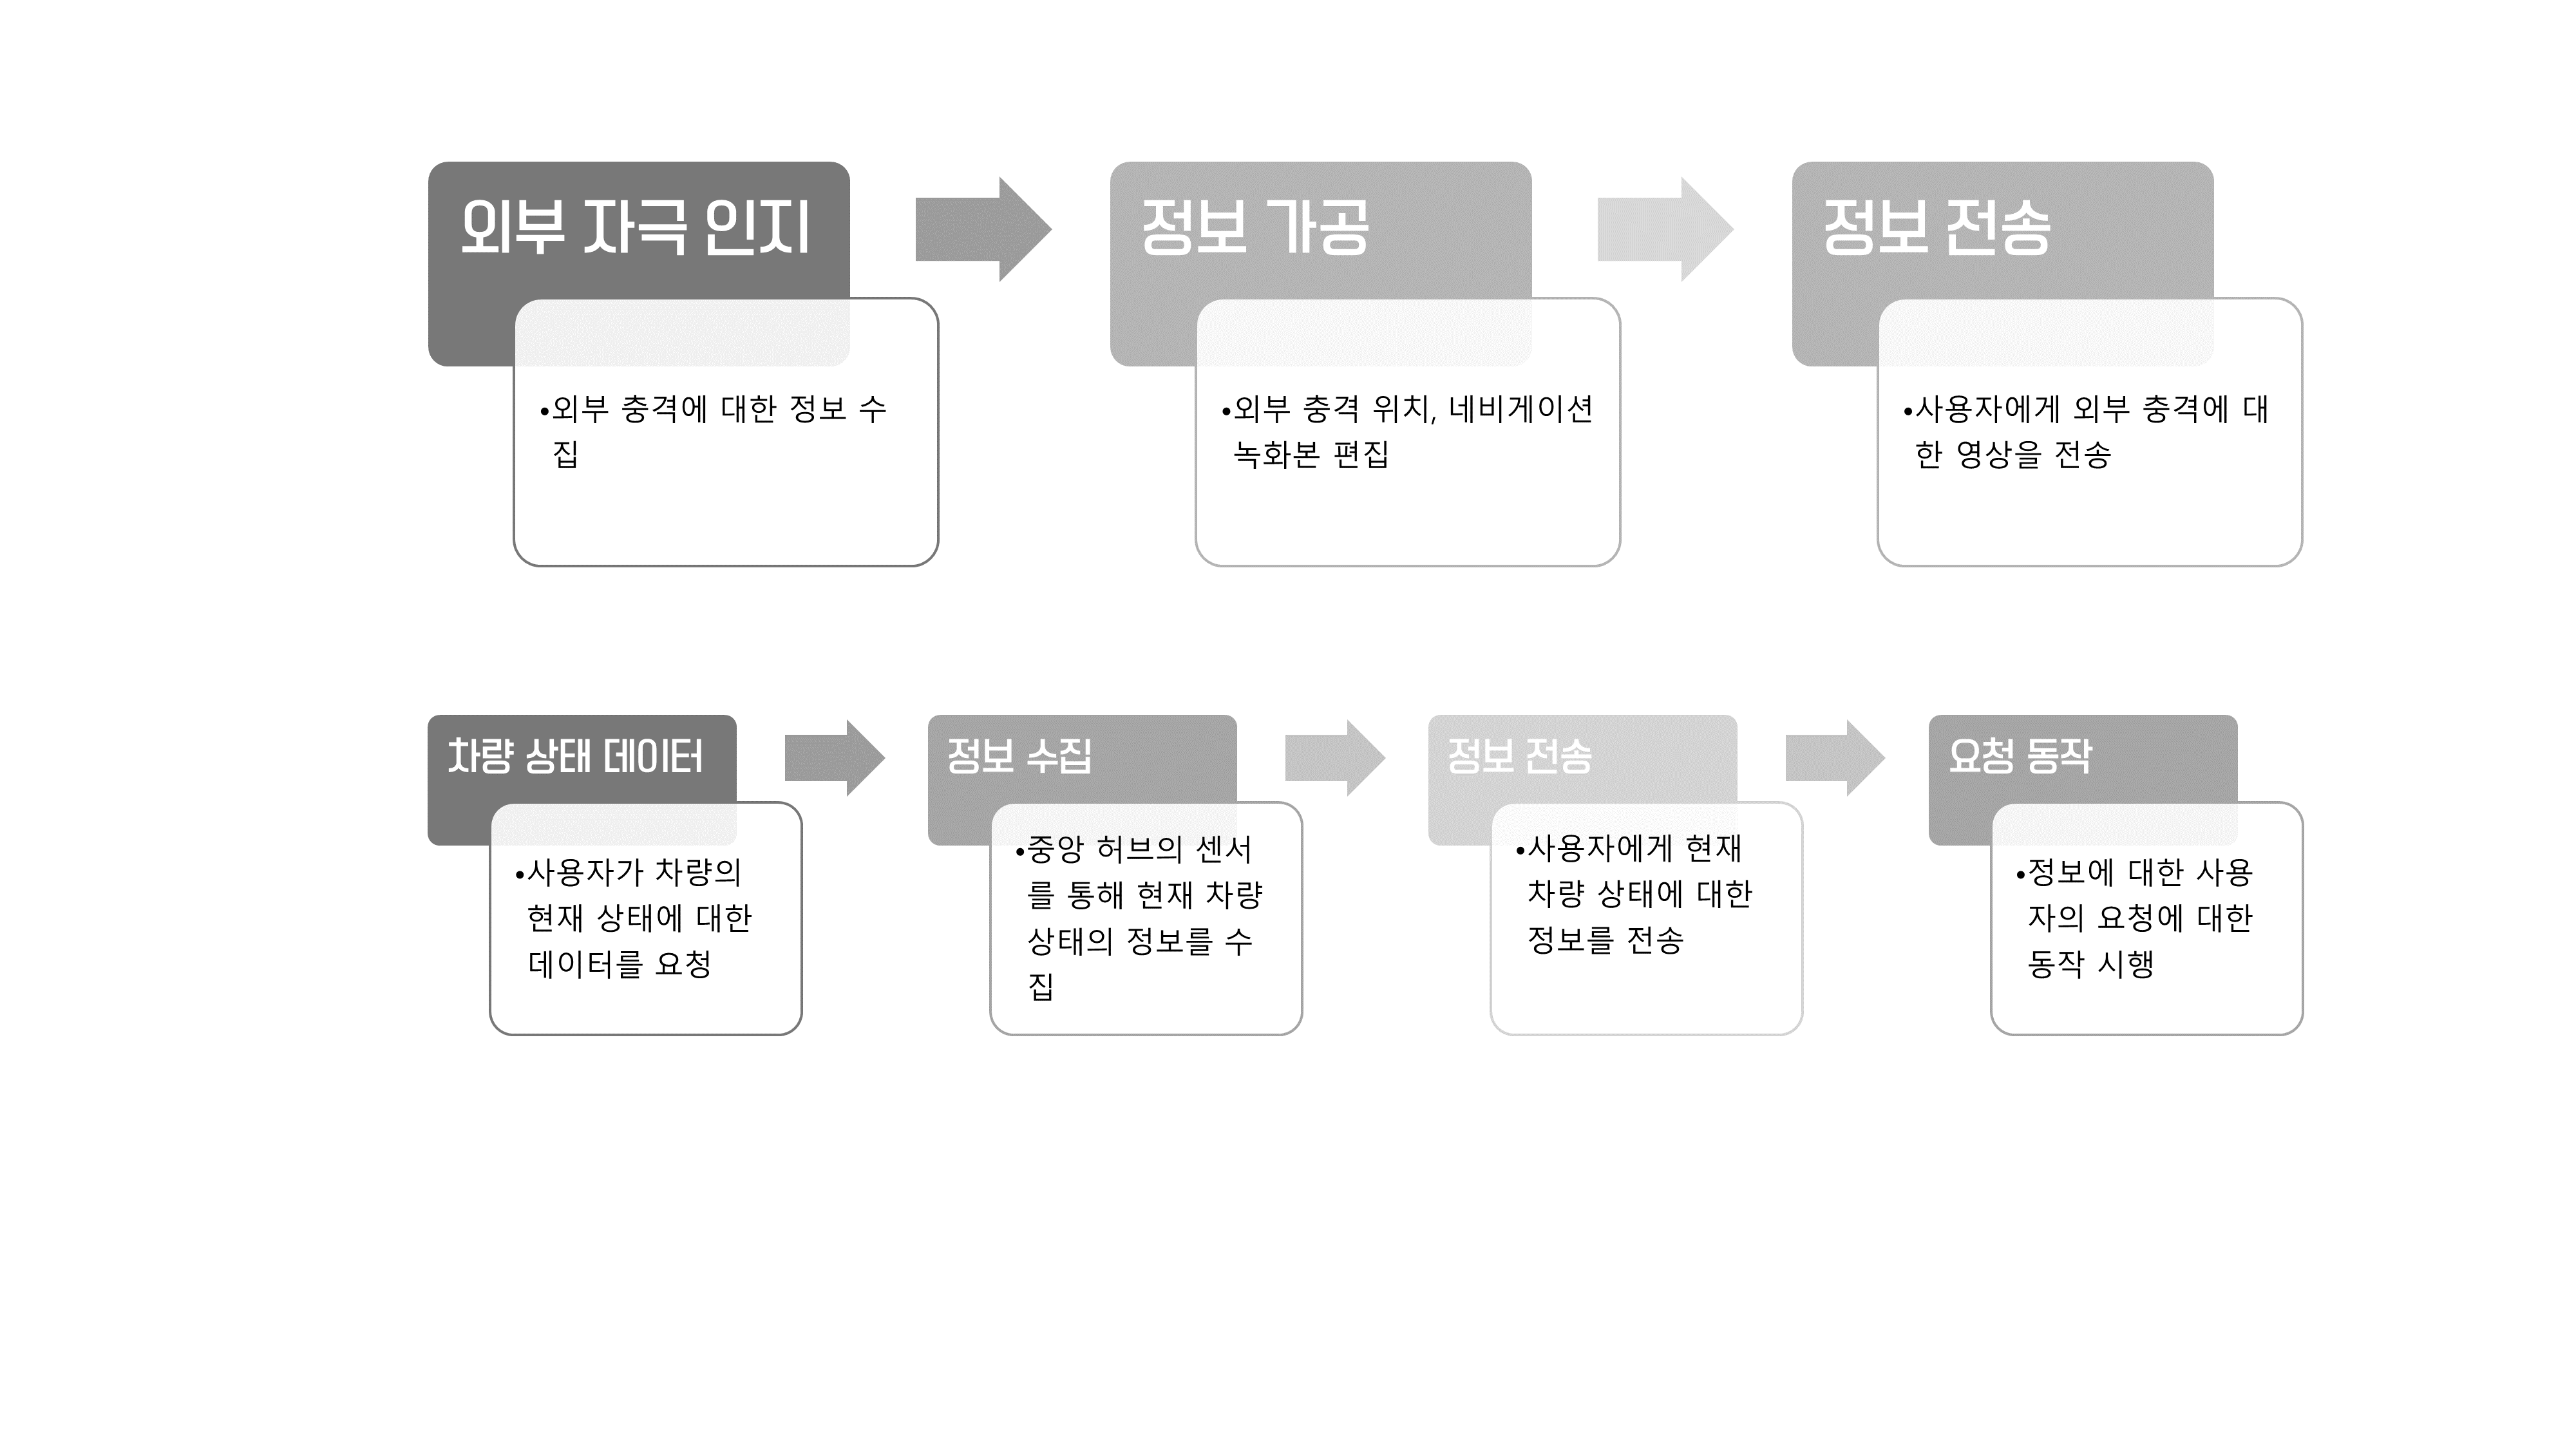 외부 자극 인지
•외부 충격에 대한 정보 수
집
정보 가공
•외부 충격 위치, 네비게이션
녹화본 편집
정보 전송
•사용자에게 외부 충격에 대
한 영상을 전송
차량 상태 데이터
•사용자가 차량의
현재 상태에 대한
데이터를 요청
정보 수집
•중앙 허브의 센서
를 통해 현재 차량
상태의 정보를 수
집
정보 전송
•사용자에게 현재
차량 상태에 대한
정보를 전송
요청 동작
•정보에 대한 사용
자의 요청에 대한
동작 시행